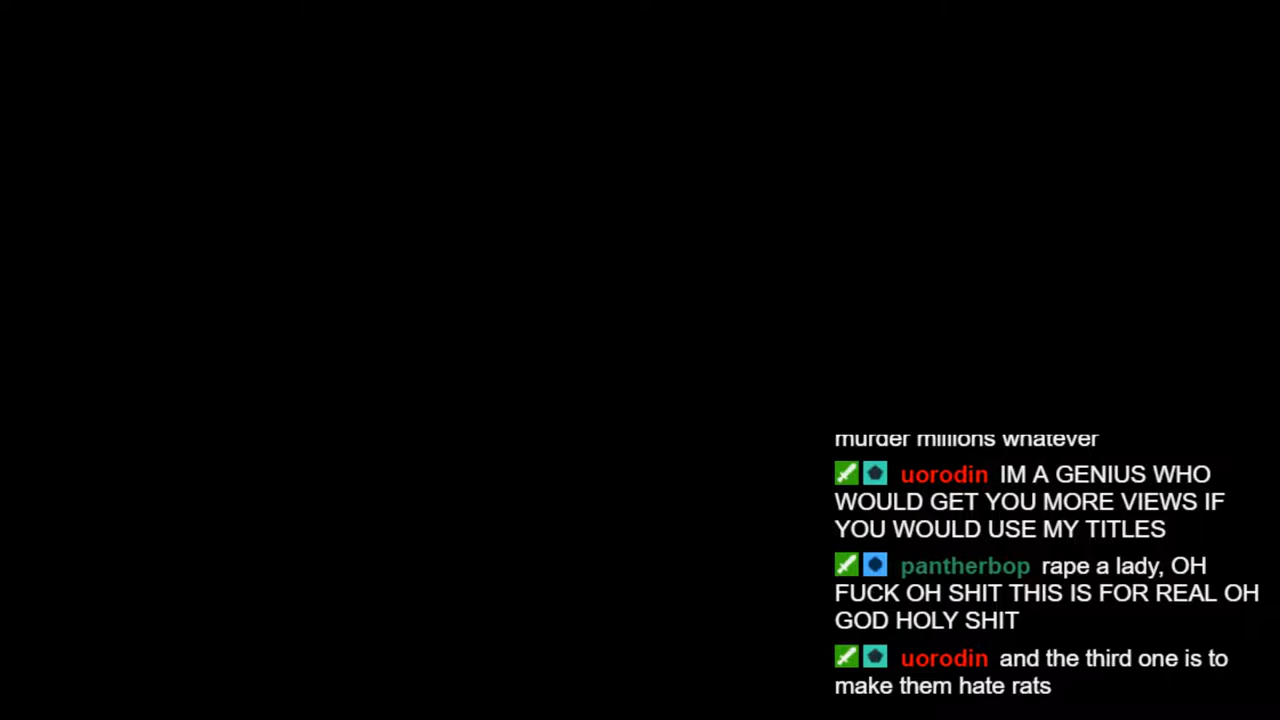 murder millions whatever
uorodin IM A GENIUS WHO
WOULD GET YOU MORE VIEWS IF
YOU WOULD USE MY TITLES
pantherbop rape a lady, OH
FUCK OH SHIT THIS IS FOR REAL OH
GOD HOLY SHIT
uorodin and the third one is to
make them hate rats